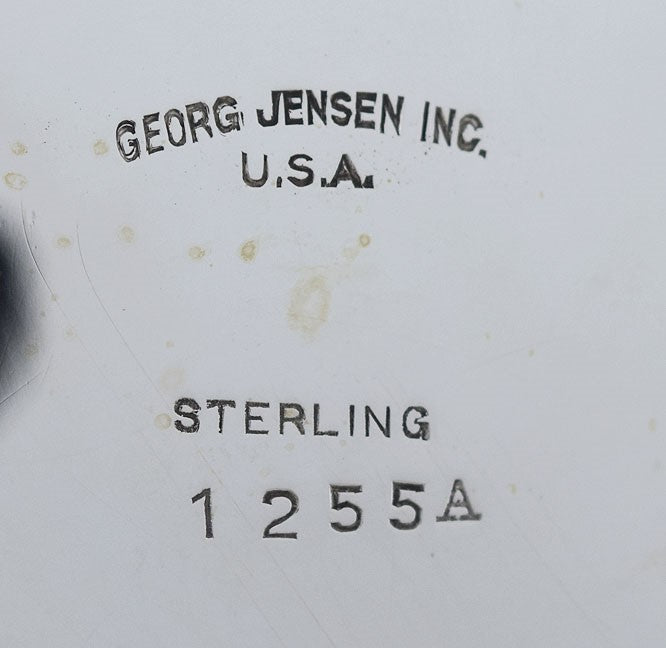 GEORG JENSEN INC.
U.S.A.
STERLING
1255A